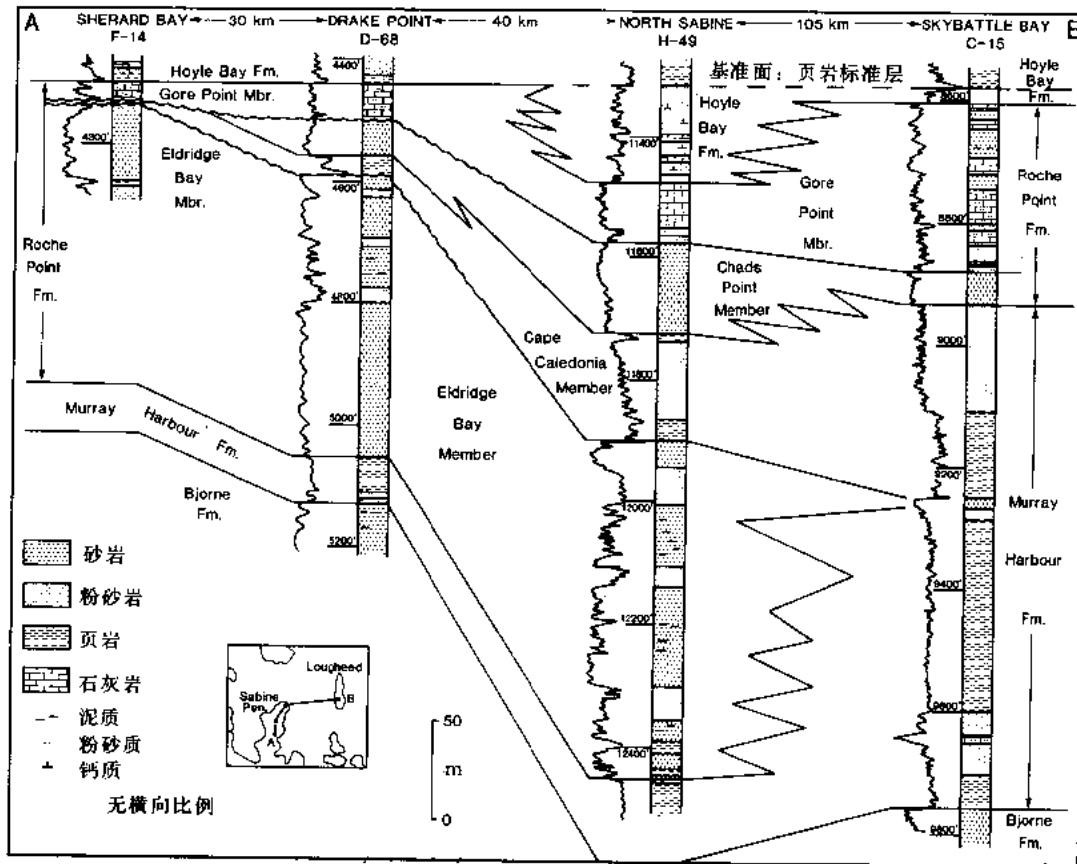 A
B
SHERARD BAY
30 km
DRAKE POINT
40 km
NORTH SABINE
105 km
SKYBATTLE BAY
F-14
D-68
H-49
C-15
4400'
Hoyle Bay Fm.
Gore Point Mbr.
基准面：页岩标准层
Hoyle
Bay
Fm.
8600'
Hoyle
Bay
Fm.
4300'
11400'
Eldridge
Bay
Mbr.
4600'
Gore
Point
Mbr.
Roche
Point
Fm.
8800'
Roche
Point
Fm.
11600'
Chads
Point
Member
4800'
Cape
Caledonia
Member
9000'
11800'
Eldridge
Bay
Member
Murray
Harbour
Fm.
5000'
9200'
Bjorne
Fm.
12000'
Murray
Harbour
Fm.
5200'
9400'
砂岩
粉砂岩
页岩
石灰岩
泥质
粉砂质
钙质
无横向比例
12200'
Lougheed
Sabine
Pen.
B
A
9600'
50
m
0
12400'
Bjorne
Fm.
9800'